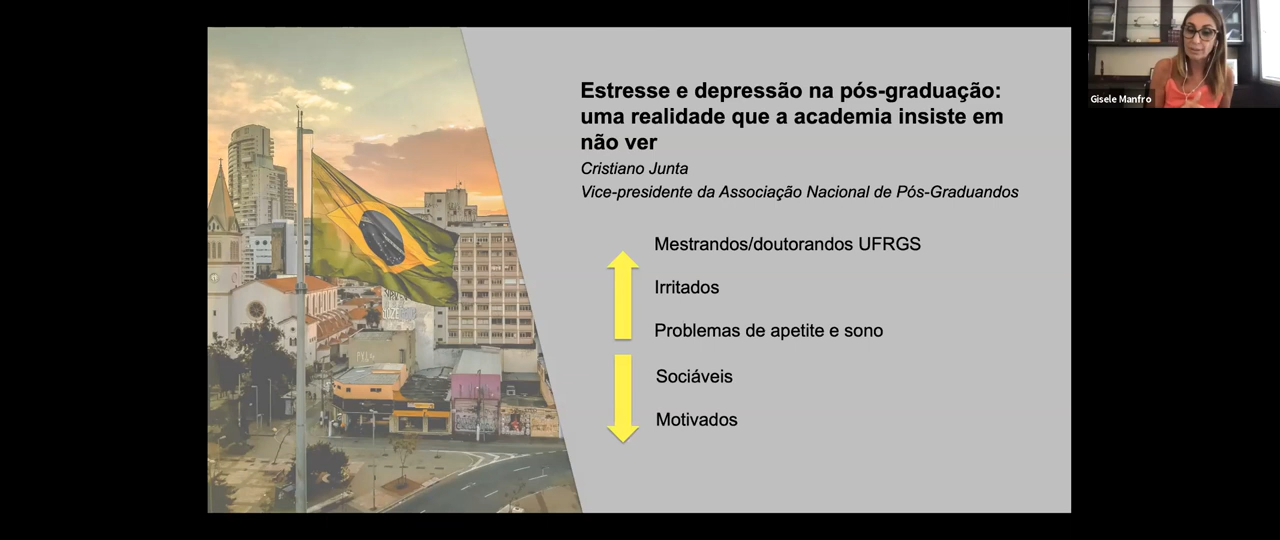 Estresse e depressão na pós-graduação:
uma realidade que a academia insiste em
não ver
Cristiano Junta
Vice-presidente da Associação Nacional de Pós-Graduandos
Mestrandos/doutorandos UFRGS
Irritados
Problemas de apetite e sono
Sociáveis
Motivados
Gisele Manfro